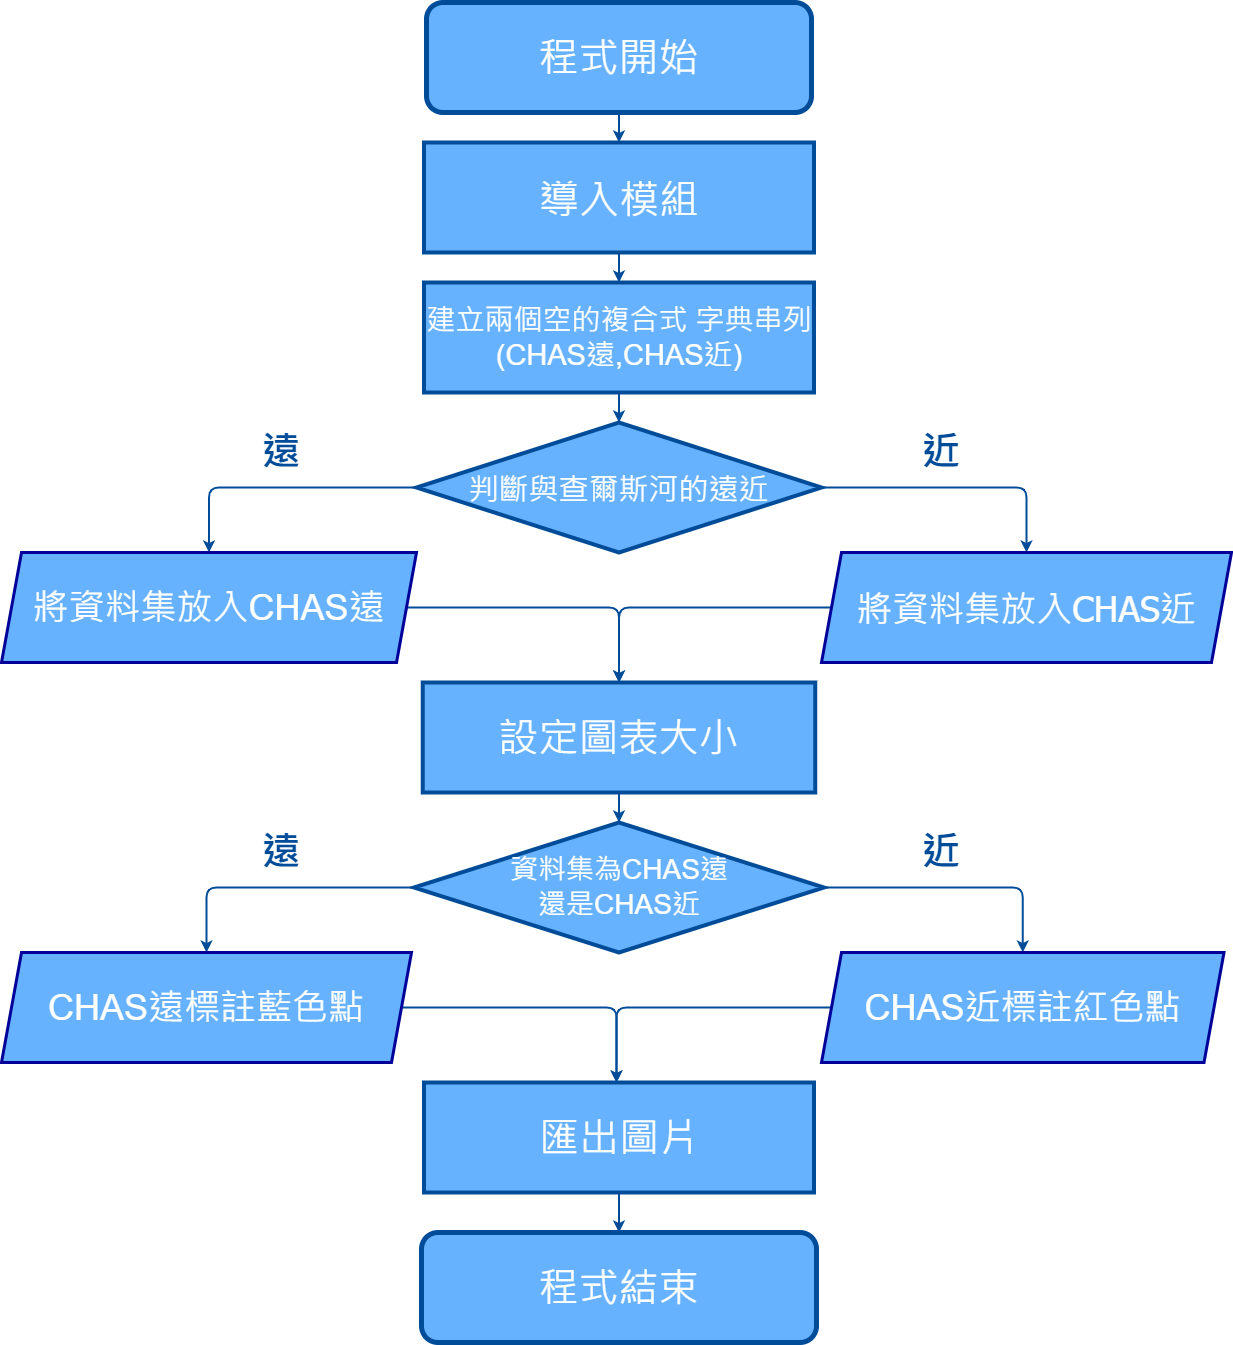 程式開始
導入模組
建立兩個空的複合式 字典串列
(CHAS遠,CHAS近)
遠
近
判斷與查爾斯河的遠近
將資料集放入CHAS遠
將資料集放入CHAS近
設定圖表大小
遠
近
資料集為CHAS遠
還是CHAS近
CHAS遠標註藍色點
CHAS近標註紅色點
匯出圖片
程式結束